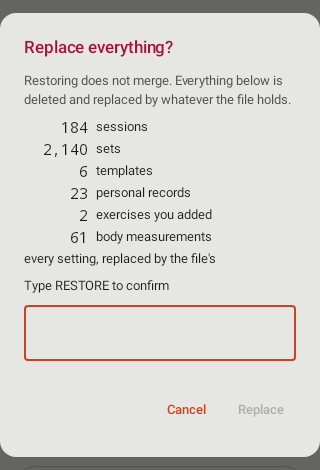 Replace everything?
Restoring does not merge. Everything below is
deleted and replaced by whatever the file holds.
184 sessions
2,140 sets
6 templates
23 personal records
2 exercises you added
61 body measurements
every setting, replaced by the file's
Type RESTORE to confirm
Cancel Replace